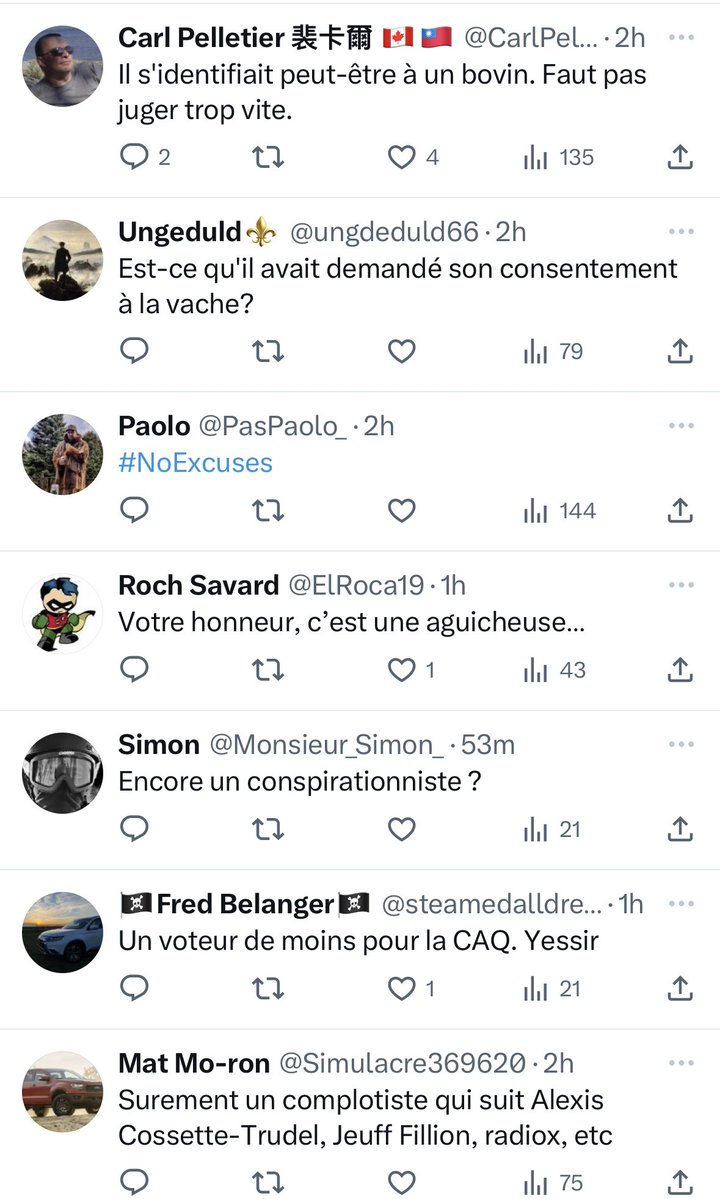 Carl Pelletier 裴卡爾 🇨🇦 🇹🇼 @CarlPel... · 2h
Il s'identifiait peut-être à un bovin. Faut pas
juger trop vite.
2 4 135
Ungeduld⚜️ @ungdeduld66 · 2h
Est-ce qu'il avait demandé son consentement
à la vache?
79
Paolo @PasPaolo_ · 2h
#NoExcuses
144
Roch Savard @ElRoca19 · 1h
Votre honneur, c’est une aguicheuse...
1 43
Simon @Monsieur_Simon_ · 53m
Encore un conspirationniste ?
21
🏴‍☠️Fred Belanger🏴‍☠️ @steamedalldre... · 1h
Un voteur de moins pour la CAQ. Yessir
1 21
Mat Mo-ron @Simulacre369620 · 2h
Surement un complotiste qui suit Alexis
Cossette-Trudel, Jeuff Fillion, radiox, etc
75